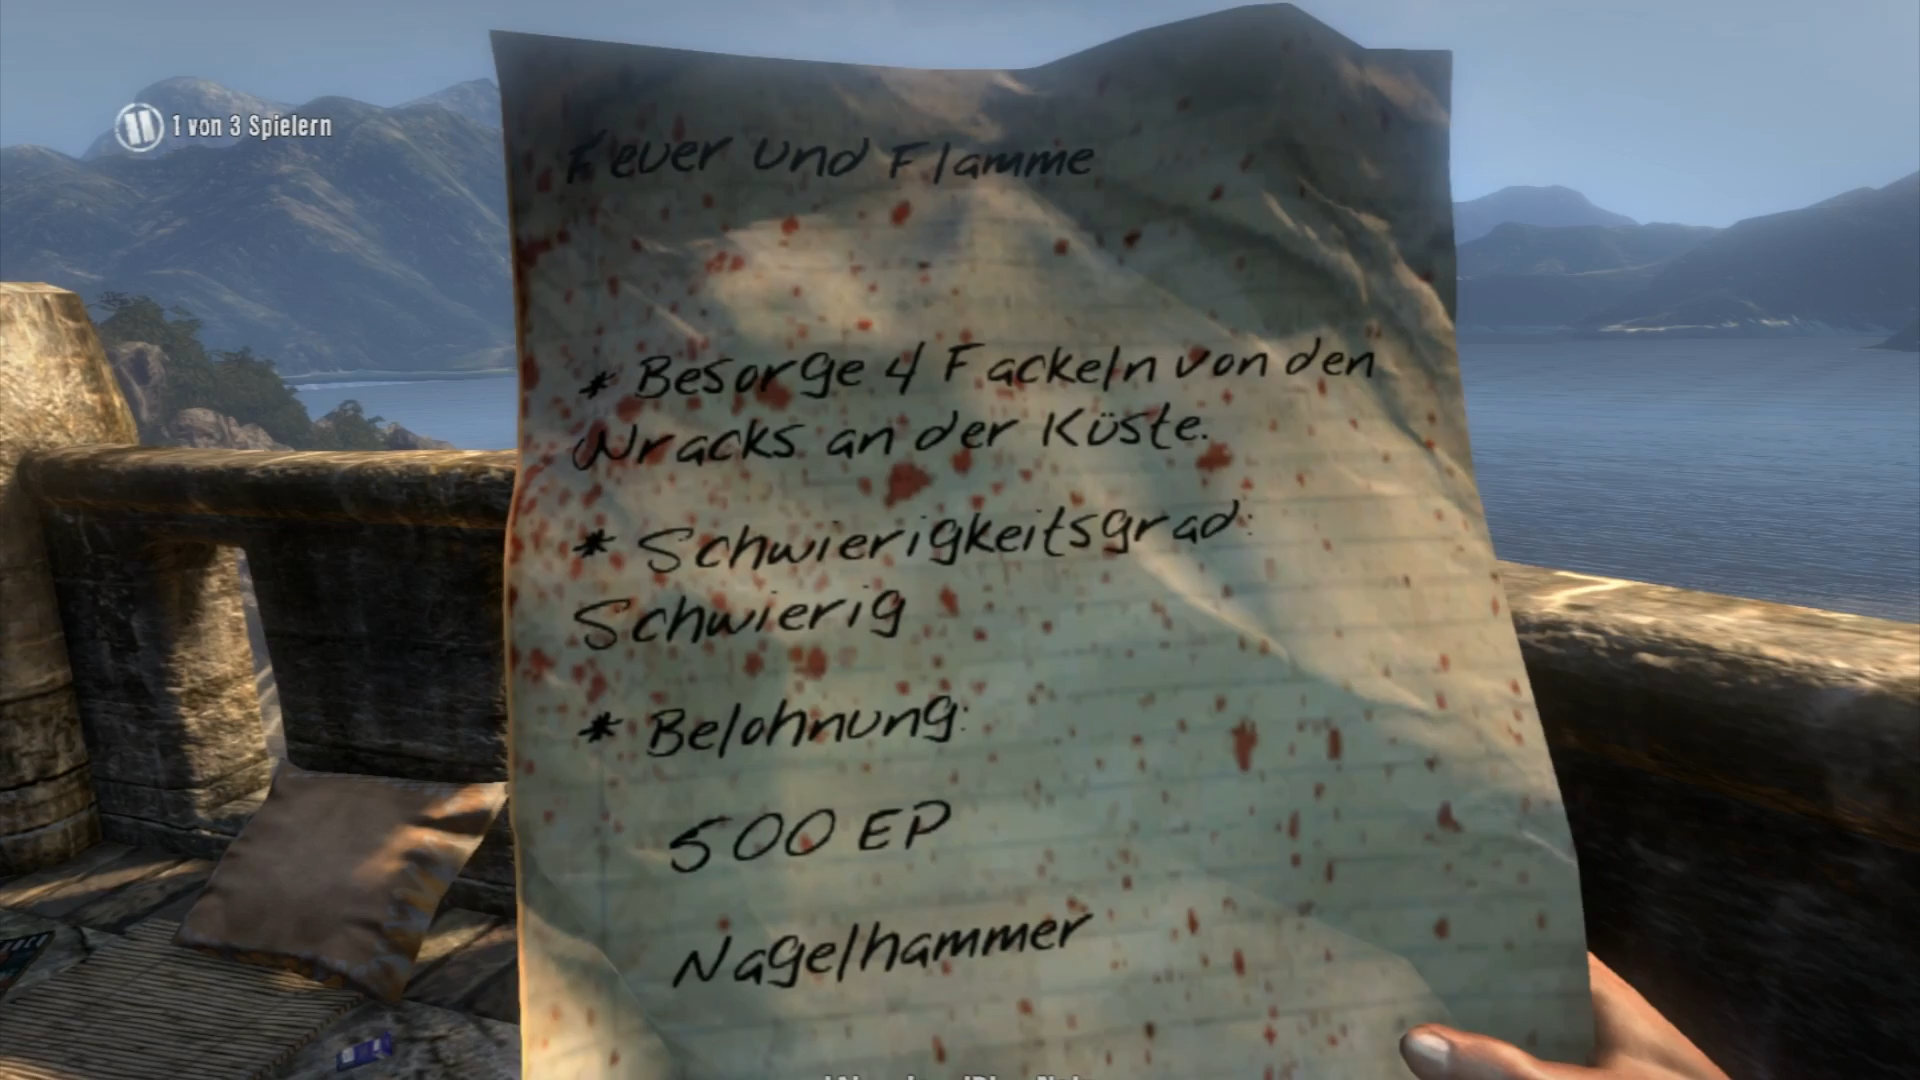 1 von 3 Spielern
Feuer und Flamme
* Besorge 4 Fackeln von den
Wracks an der Küste.
* Schwierigkeitsgrad:
Schwierig
* Belohnung:
500 EP
Nagelhammer